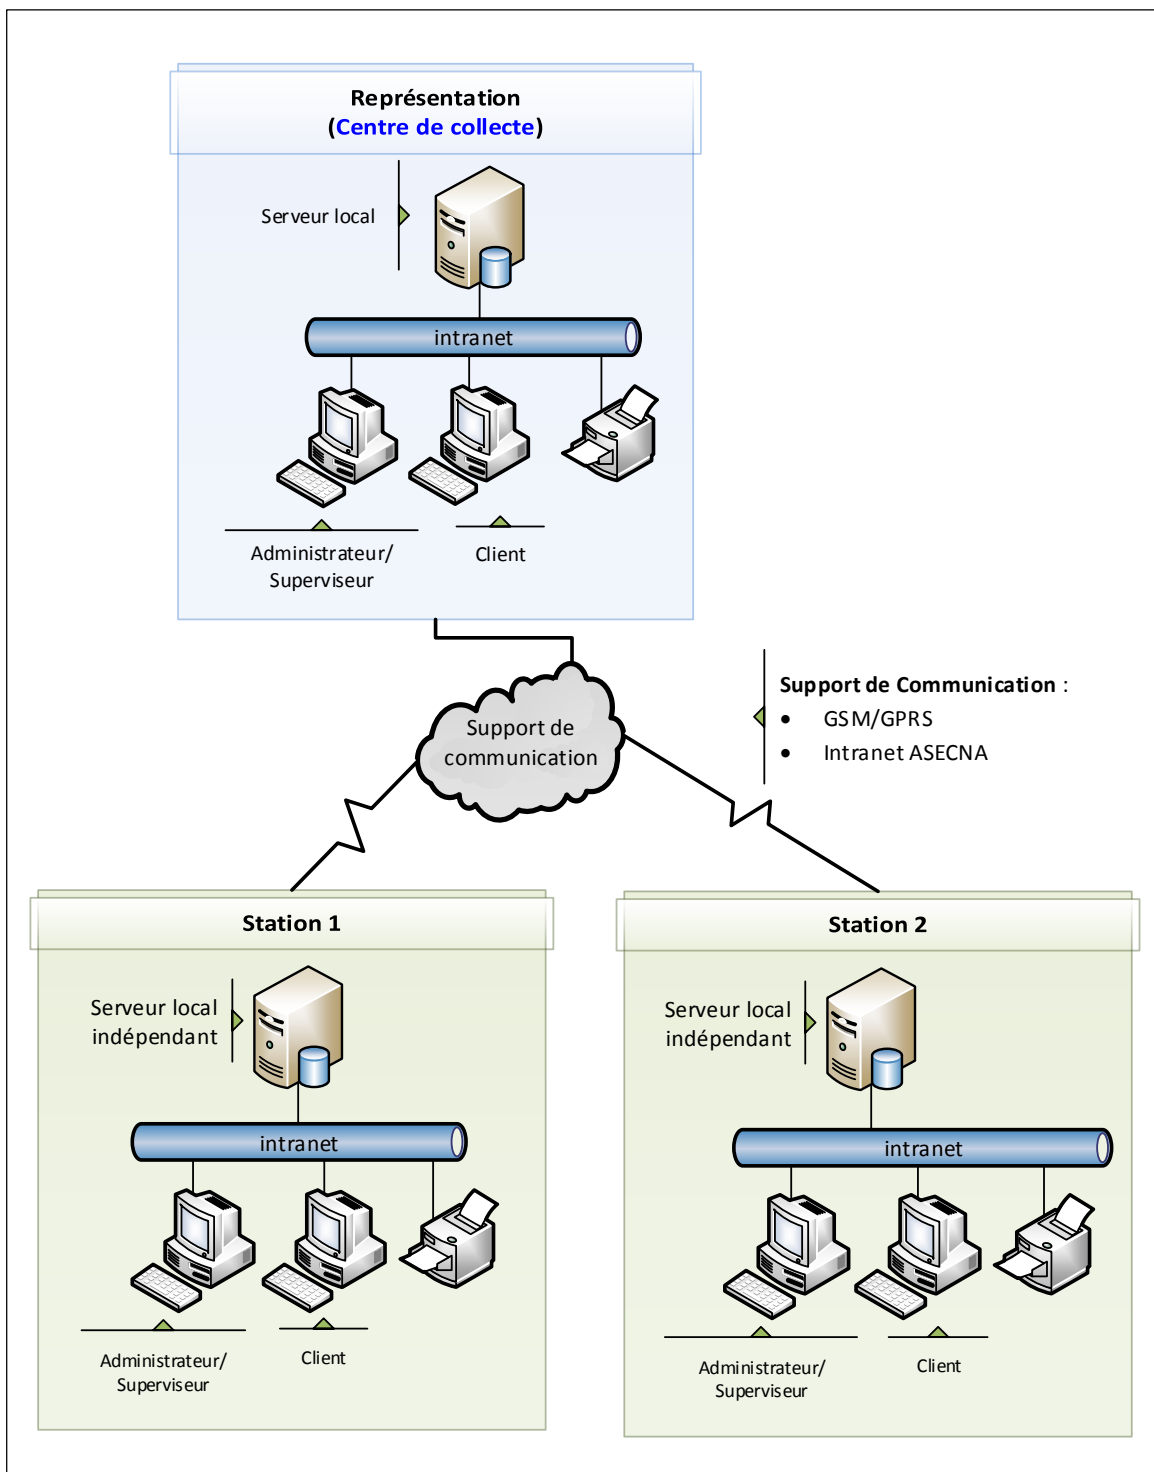 Représentation
(Centre de collecte)
Serveur local
intranet
Administrateur/
Superviseur
Client
Support de
communication
Support de Communication :
• GSM/GPRS
• Intranet ASECNA
Station 1
Serveur local
indépendant
intranet
Administrateur/
Superviseur
Client
Station 2
Serveur local
indépendant
intranet
Administrateur/
Superviseur
Client